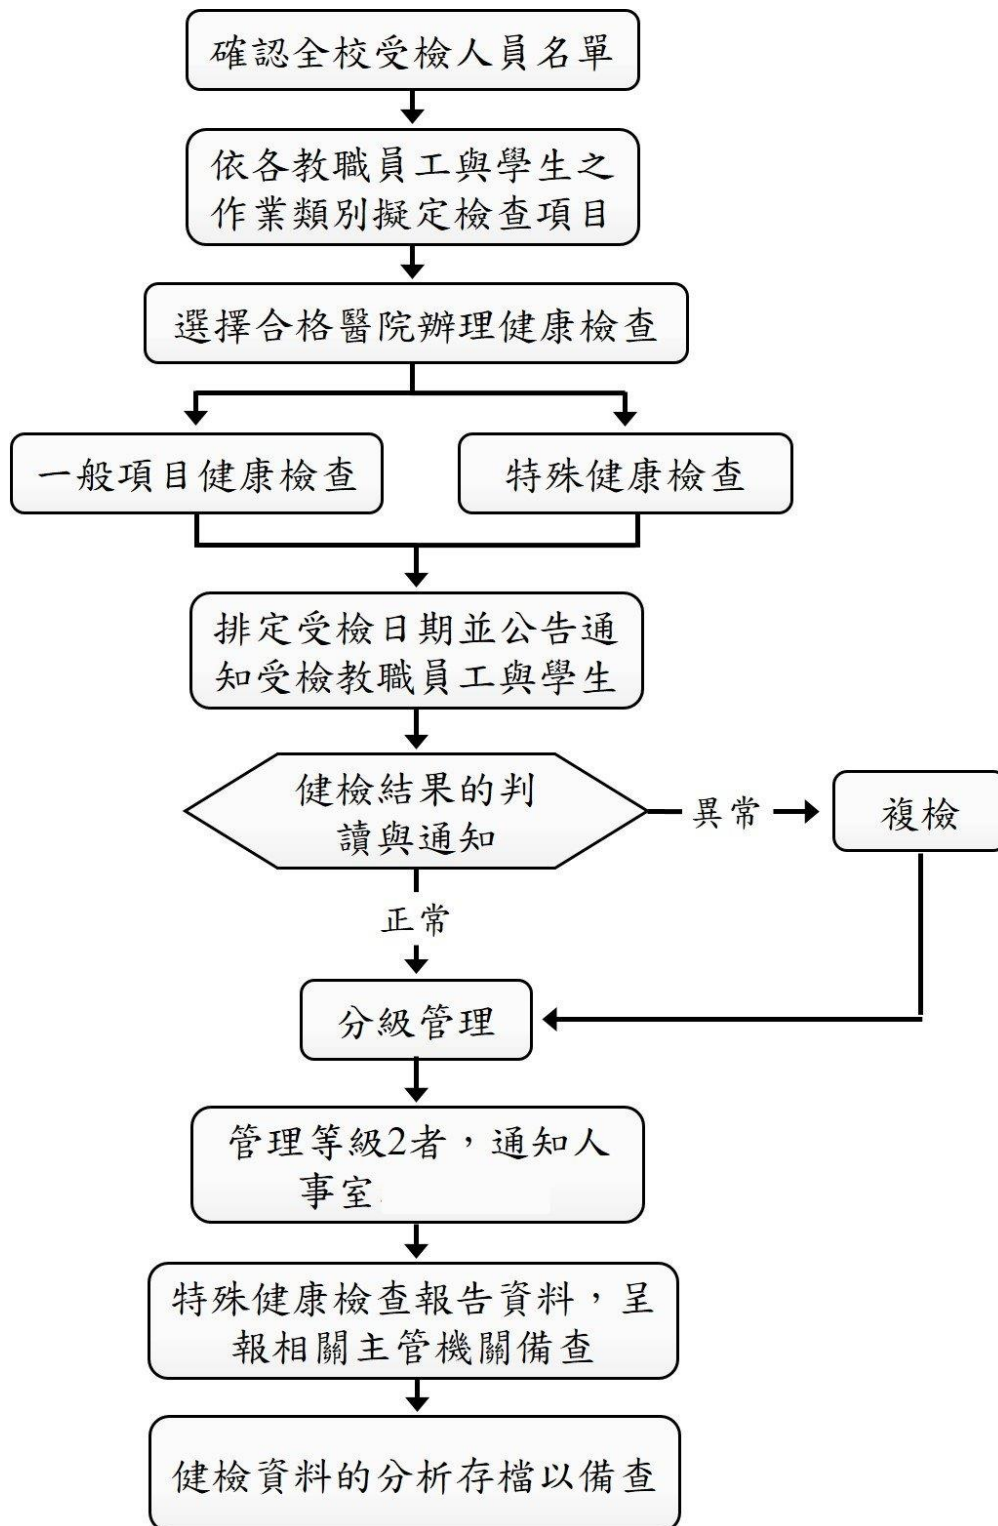 確認全校受檢人員名單
依各教職員工與學生之
作業類別擬定檢查項目
選擇合格醫院辦理健康檢查
一般項目健康檢查
特殊健康檢查
排定受檢日期並公告通
知受檢教職員工與學生
健檢結果的判
讀與通知
異常
複檢
正常
分級管理
管理等級2者，通知人
事室
特殊健康檢查報告資料，呈
報相關主管機關備查
健檢資料的分析存檔以備查